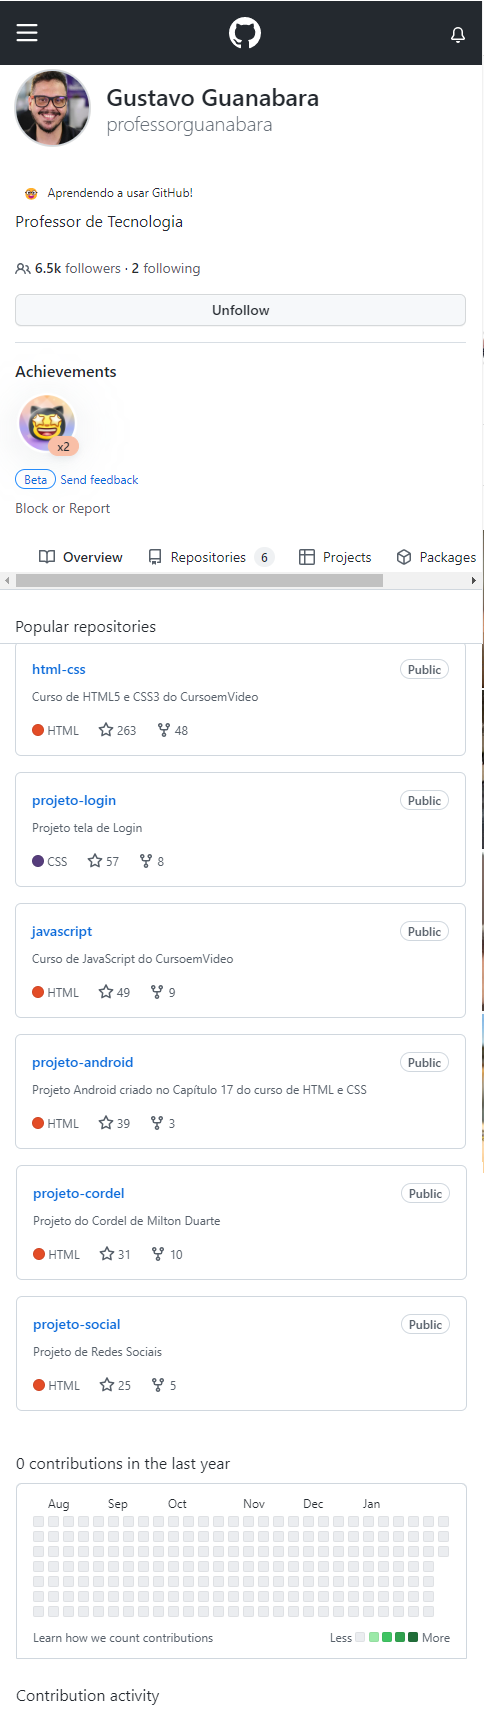 Gustavo Guanabara
professorguanabara
Aprendendo a usar GitHub!
Professor de Tecnologia
6.5k followers · 2 following
Unfollow
Achievements
x2
Beta Send feedback
Block or Report
Overview Repositories 6 Projects Packages
Popular repositories
html-css Public
Curso de HTML5 e CSS3 do CursoemVideo
HTML 263 48
projeto-login Public
Projeto tela de Login
CSS 57 8
javascript Public
Curso de JavaScript do CursoemVideo
HTML 49 9
projeto-android Public
Projeto Android criado no Capítulo 17 do curso de HTML e CSS
HTML 39 3
projeto-cordel Public
Projeto do Cordel de Milton Duarte
HTML 31 10
projeto-social Public
Projeto de Redes Sociais
HTML 25 5
0 contributions in the last year
Aug Sep Oct Nov Dec Jan
Learn how we count contributions Less More
Contribution activity